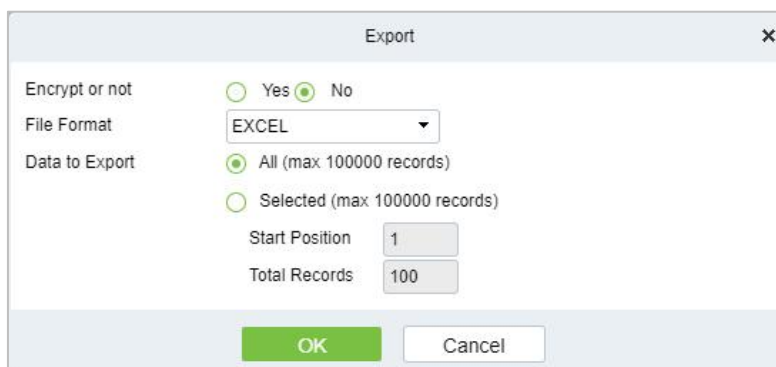 Export
Encrypt or not Yes No
File Format EXCEL
Data to Export All (max 100000 records)
Selected (max 100000 records)
Start Position 1
Total Records 100
OK Cancel